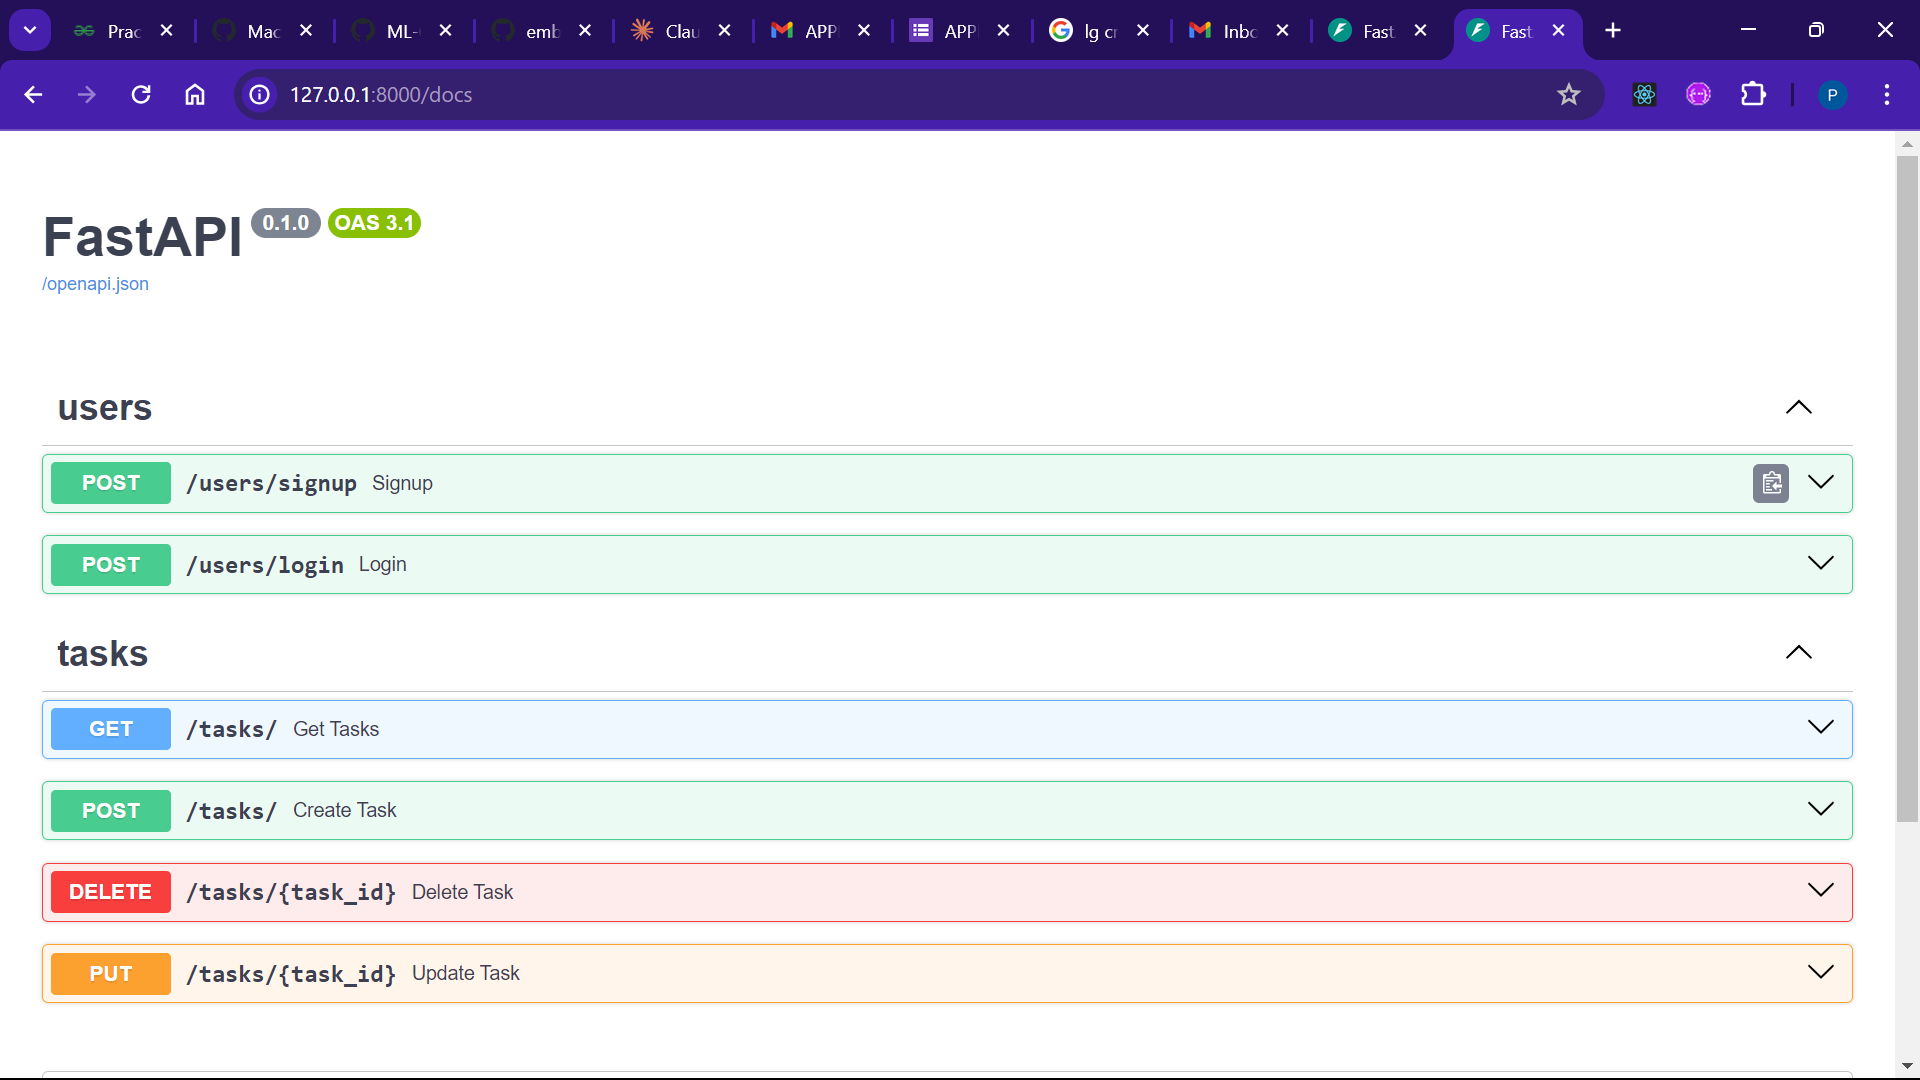 Prac Mac ML- emb Clau APP APP lg cr Inbo Fast Fast
127.0.0.1:8000/docs P
FastAPI 0.1.0 OAS 3.1
/openapi.json
users
POST /users/signup Signup
POST /users/login Login
tasks
GET /tasks/ Get Tasks
POST /tasks/ Create Task
DELETE /tasks/{task_id} Delete Task
PUT /tasks/{task_id} Update Task